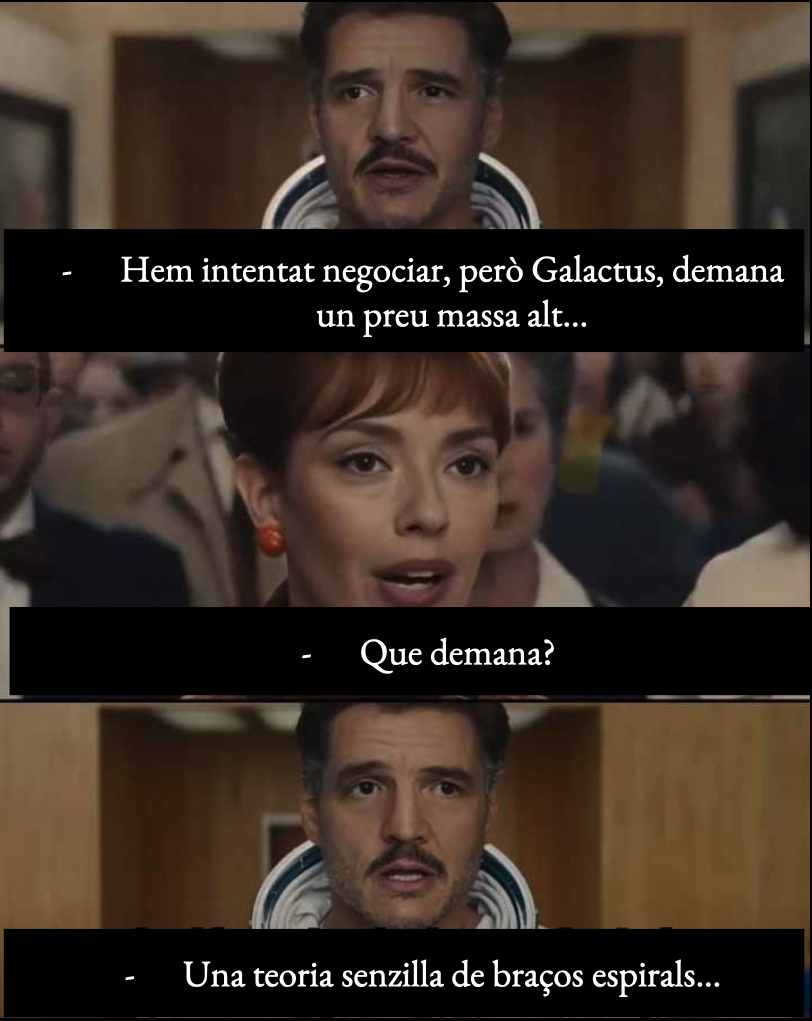 - Hem intentat negociar, però Galactus, demana
un preu massa alt...
- Que demana?
- Una teoria senzilla de braços espirals...